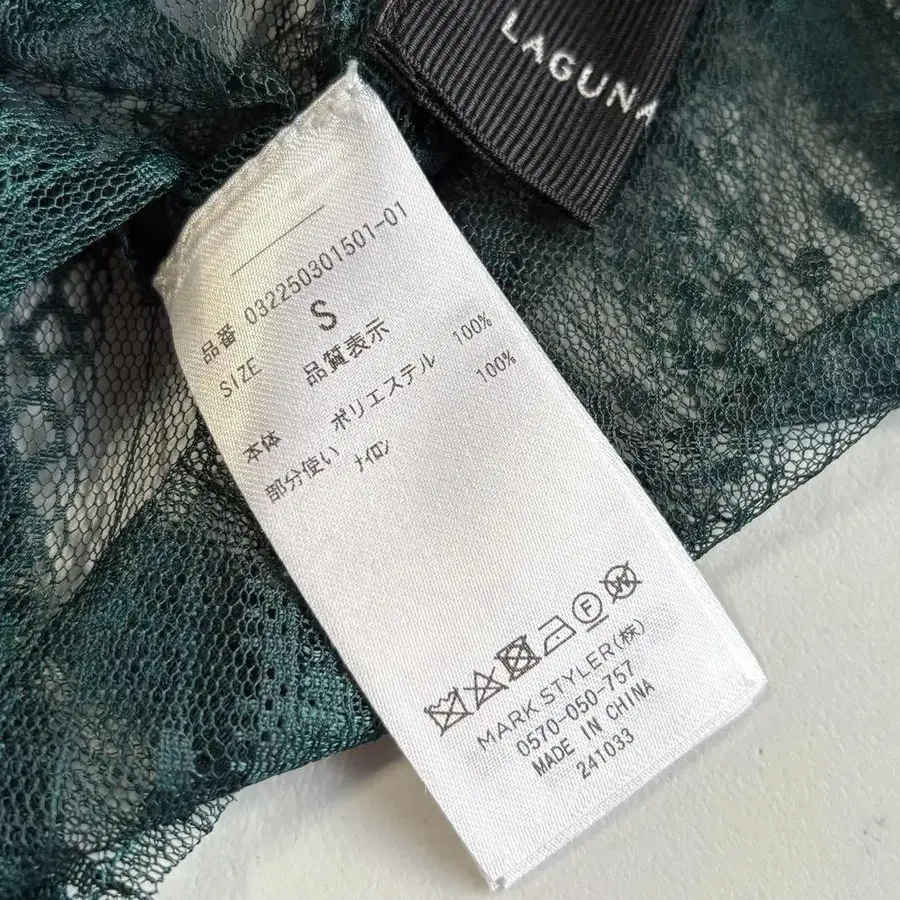 LAGUNA
品番 032250301501-01
SIZE S
品質表示
本体 ポリエステル 100%
部分使い ナイロン 100%
MARK STYLER(株)
0570-050-757
MADE IN CHINA
241033